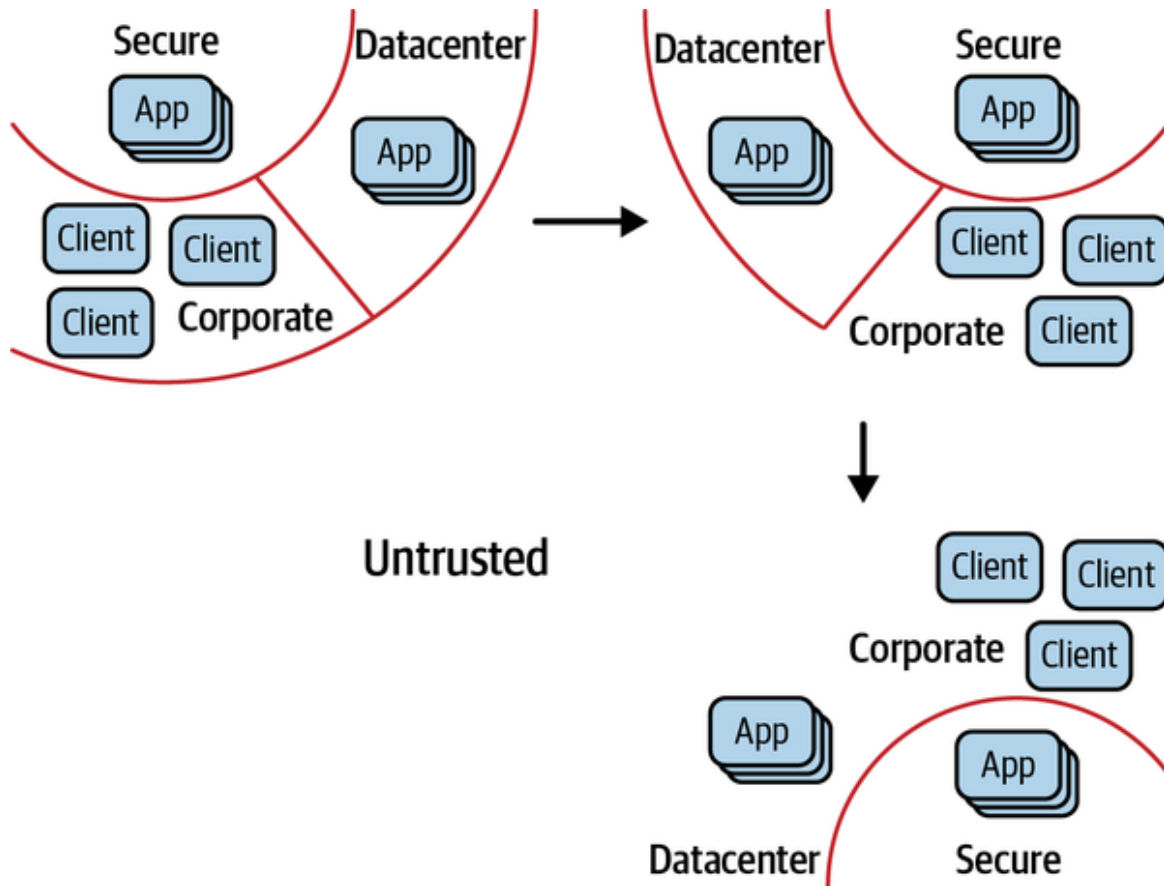 Secure
Datacenter
App
App
Client
Client
Client
Corporate
Datacenter
Secure
App
App
Client
Client
Corporate
Client
Untrusted
Client
Client
Corporate
Client
App
App
Datacenter
Secure